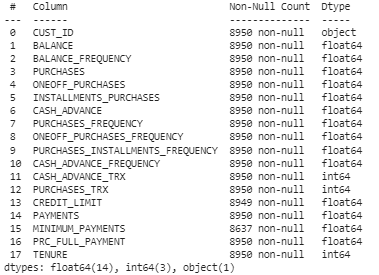 #   Column                            Non-Null Count  Dtype
---  ------                            --------------  -----
0   CUST_ID                           8950 non-null   object
1   BALANCE                           8950 non-null   float64
2   BALANCE_FREQUENCY                 8950 non-null   float64
3   PURCHASES                         8950 non-null   float64
4   ONEOFF_PURCHASES                  8950 non-null   float64
5   INSTALLMENTS_PURCHASES            8950 non-null   float64
6   CASH_ADVANCE                      8950 non-null   float64
7   PURCHASES_FREQUENCY               8950 non-null   float64
8   ONEOFF_PURCHASES_FREQUENCY        8950 non-null   float64
9   PURCHASES_INSTALLMENTS_FREQUENCY  8950 non-null   float64
10  CASH_ADVANCE_FREQUENCY            8950 non-null   float64
11  CASH_ADVANCE_TRX                  8950 non-null   int64
12  PURCHASES_TRX                     8950 non-null   int64
13  CREDIT_LIMIT                      8949 non-null   float64
14  PAYMENTS                          8950 non-null   float64
15  MINIMUM_PAYMENTS                  8637 non-null   float64
16  PRC_FULL_PAYMENT                  8950 non-null   float64
17  TENURE                            8950 non-null   int64
dtypes: float64(14), int64(3), object(1)